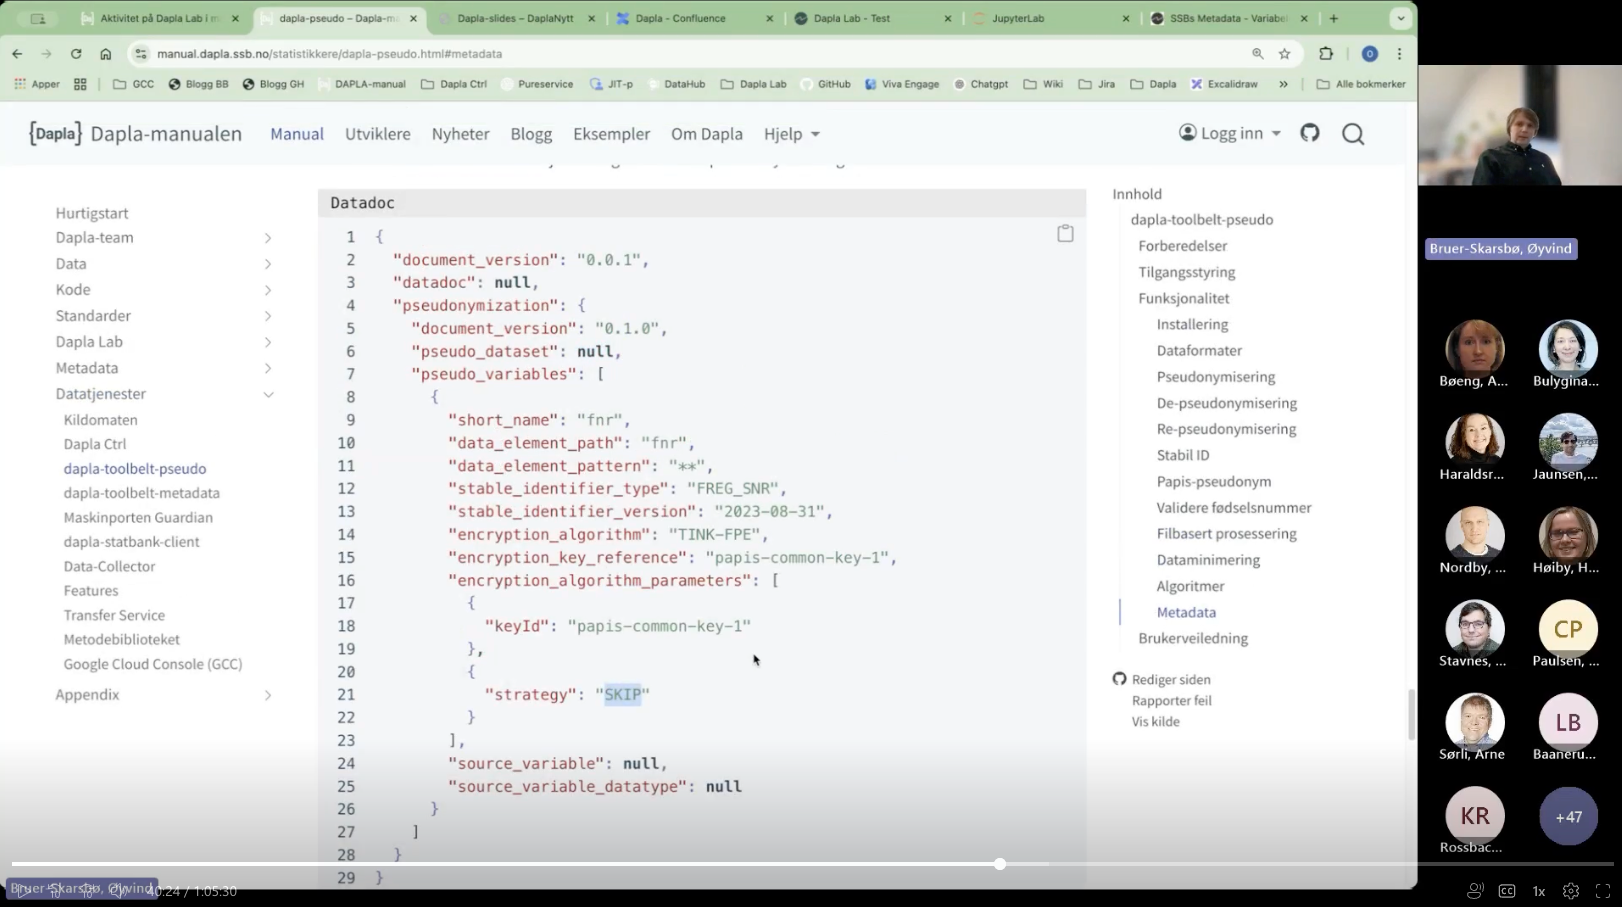 Aktivitet på Dapla Lab i m
dapla-pseudo – Dapla-ma
Dapla-slides – DaplaNytt
Dapla - Confluence
Dapla Lab - Test
JupyterLab
SSBs Metadata - Variabe
manual.dapla.ssb.no/statistikkere/dapla-pseudo.html#metadata
Apper
GCC
Blogg BB
Blogg GH
DAPLA-manual
Dapla Ctrl
Pureservice
JIT-p
DataHub
Dapla Lab
GitHub
Viva Engage
Chatgpt
Wiki
Jira
Dapla
Excalidraw
Alle bokmerker
{Dapla} Dapla-manualen
Manual
Utviklere
Nyheter
Blogg
Eksempler
Om Dapla
Hjelp
Logg inn
Hurtigstart
Dapla-team
Data
Kode
Standarder
Dapla Lab
Metadata
Datatjenester
Kildomaten
Dapla Ctrl
dapla-toolbelt-pseudo
dapla-toolbelt-metadata
Maskinporten Guardian
dapla-statbank-client
Data-Collector
Features
Transfer Service
Metodebiblioteket
Google Cloud Console (GCC)
Appendix
Datadoc
1 {
2 "document_version": "0.0.1",
3 "datadoc": null,
4 "pseudonymization": {
5 "document_version": "0.1.0",
6 "pseudo_dataset": null,
7 "pseudo_variables": [
8 {
9 "short_name": "fnr",
10 "data_element_path": "fnr",
11 "data_element_pattern": "**",
12 "stable_identifier_type": "FREG_SNR",
13 "stable_identifier_version": "2023-08-31",
14 "encryption_algorithm": "TINK-FPE",
15 "encryption_key_reference": "papis-common-key-1",
16 "encryption_algorithm_parameters": [
17 {
18 "keyId": "papis-common-key-1"
19 },
20 {
21 "strategy": "SKIP"
22 }
23 ],
24 "source_variable": null,
25 "source_variable_datatype": null
26 }
27 ]
28 }
29 }
Innhold
dapla-toolbelt-pseudo
Forberedelser
Tilgangsstyring
Funksjonalitet
Installering
Dataformater
Pseudonymisering
De-pseudonymisering
Re-pseudonymisering
Stabil ID
Papis-pseudonym
Validere fødselsnummer
Filbasert prosessering
Dataminimering
Algoritmer
Metadata
Brukerveiledning
Rediger siden
Rapporter feil
Vis kilde
Bruer-Skarsbø, Øyvind
Bøeng, A...
Bulygina...
Haraldsr...
Jaunsen,...
Nordby, ...
Høiby, H...
Stavnes, ...
CP
Paulsen, ...
Sørli, Arne
LB
Baaneru...
KR
Rossbac...
+47
Bruer-Skarsbø, Øyvind
40:24 / 1:05:30
CC
1x